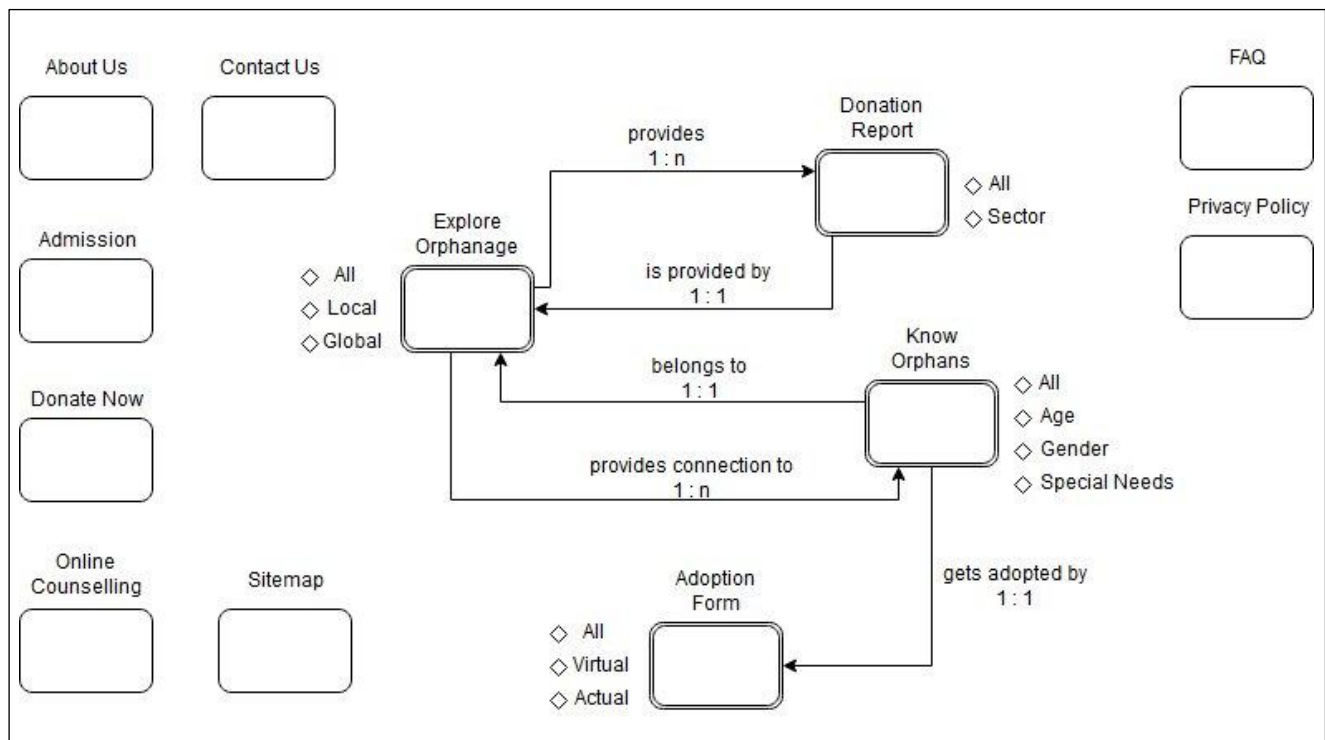 About Us
Contact Us
FAQ
Donation
Report
provides
1 : n
All
Sector
Privacy Policy
Explore
Orphanage
Admission
All
Local
Global
is provided by
1 : 1
Know
Orphans
belongs to
1 : 1
All
Age
Gender
Special Needs
Donate Now
provides connection to
1 : n
Online
Counselling
Sitemap
Adoption
Form
gets adopted by
1 : 1
All
Virtual
Actual